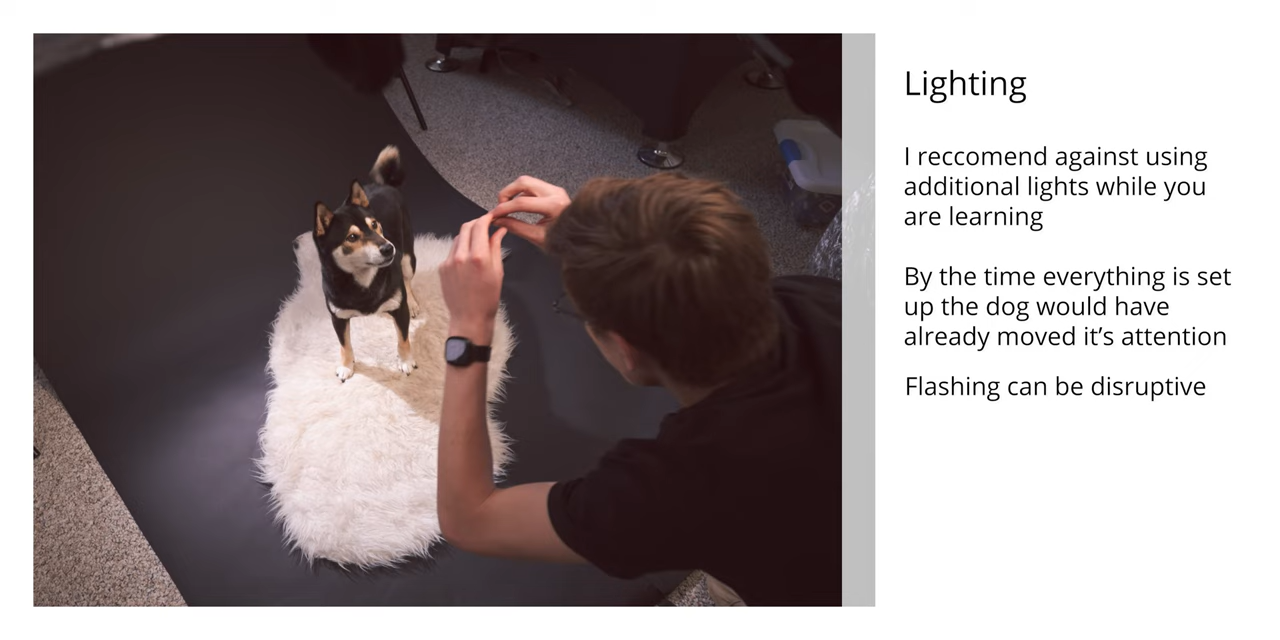 Lighting
I reccomend against using
additional lights while you
are learning
By the time everything is set
up the dog would have
already moved it’s attention
Flashing can be disruptive